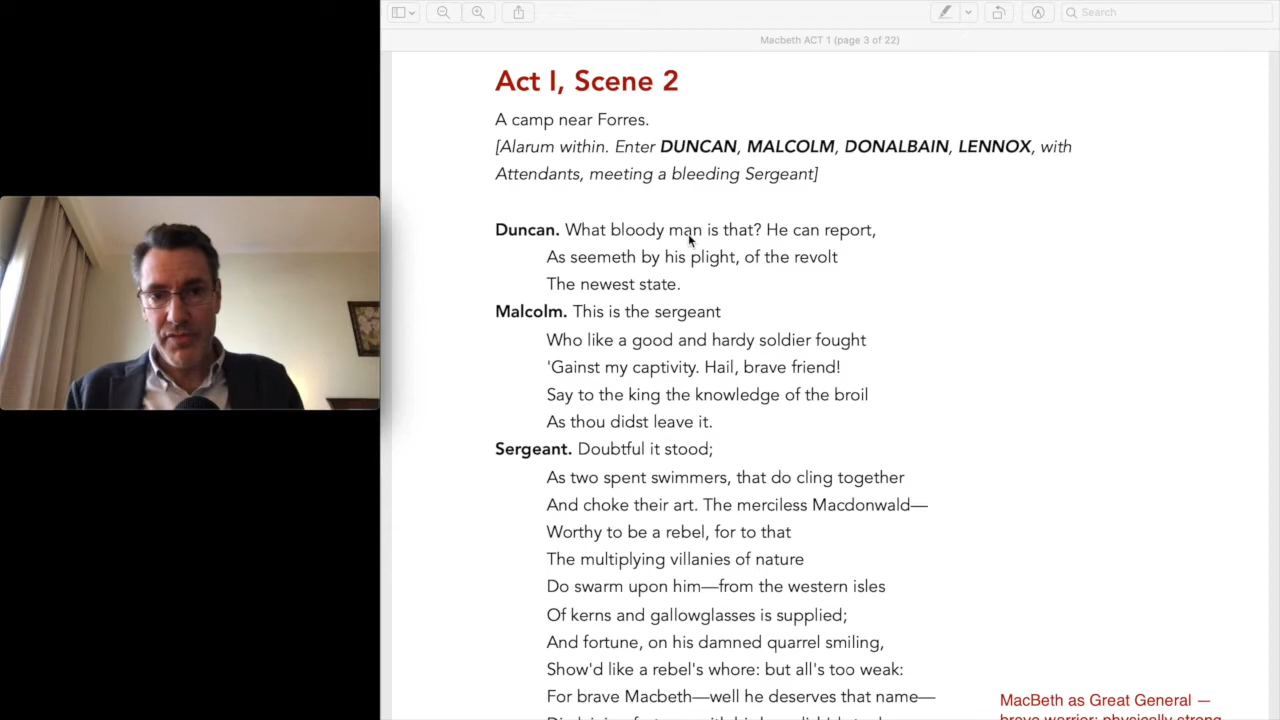 Search
Macbeth ACT 1 (page 3 of 22)
Act I, Scene 2
A camp near Forres.
[Alarum within. Enter DUNCAN, MALCOLM, DONALBAIN, LENNOX, with
Attendants, meeting a bleeding Sergeant]
Duncan. What bloody man is that? He can report,
As seemeth by his plight, of the revolt
The newest state.
Malcolm. This is the sergeant
Who like a good and hardy soldier fought
'Gainst my captivity. Hail, brave friend!
Say to the king the knowledge of the broil
As thou didst leave it.
Sergeant. Doubtful it stood;
As two spent swimmers, that do cling together
And choke their art. The merciless Macdonwald—
Worthy to be a rebel, for to that
The multiplying villanies of nature
Do swarm upon him—from the western isles
Of kerns and gallowglasses is supplied;
And fortune, on his damned quarrel smiling,
Show'd like a rebel's whore: but all's too weak:
For brave Macbeth—well he deserves that name—
MacBeth as Great General —
brave warrior; physically strong